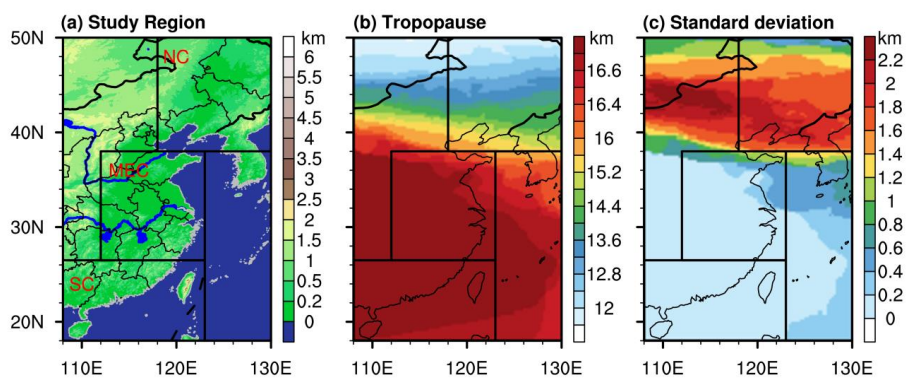 (a) Study Region
(b) Tropopause
(c) Standard deviation
50N
40N
30N
20N
110E
120E
130E
NC
MEC
SC
km
6
5.5
5
4.5
4
3.5
3
2.5
2
1.5
1
0.5
0.2
0
110E
120E
130E
km
16.6
16.4
16
15.2
14.4
13.6
12.8
12
110E
120E
130E
km
2.2
2
1.8
1.6
1.4
1.2
1
0.8
0.6
0.4
0.2
0